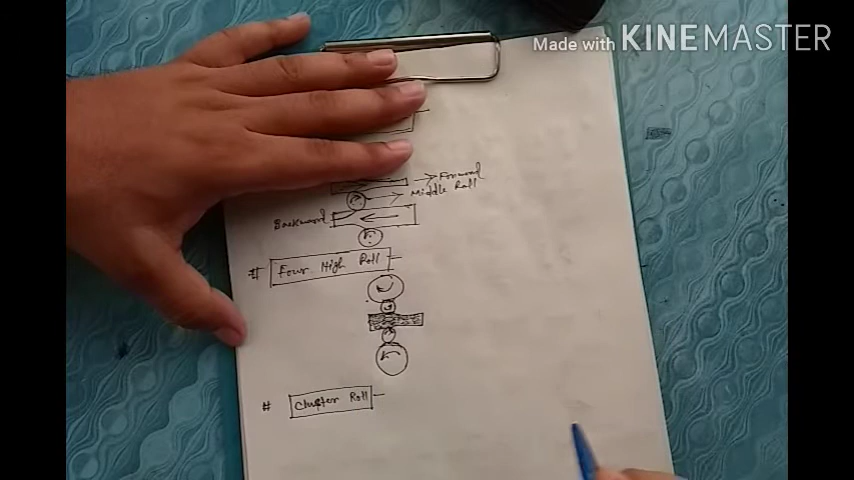 Made with KINEMASTER
Forward
Middle Roll
Backward
# Four High Roll
# Cluster Roll